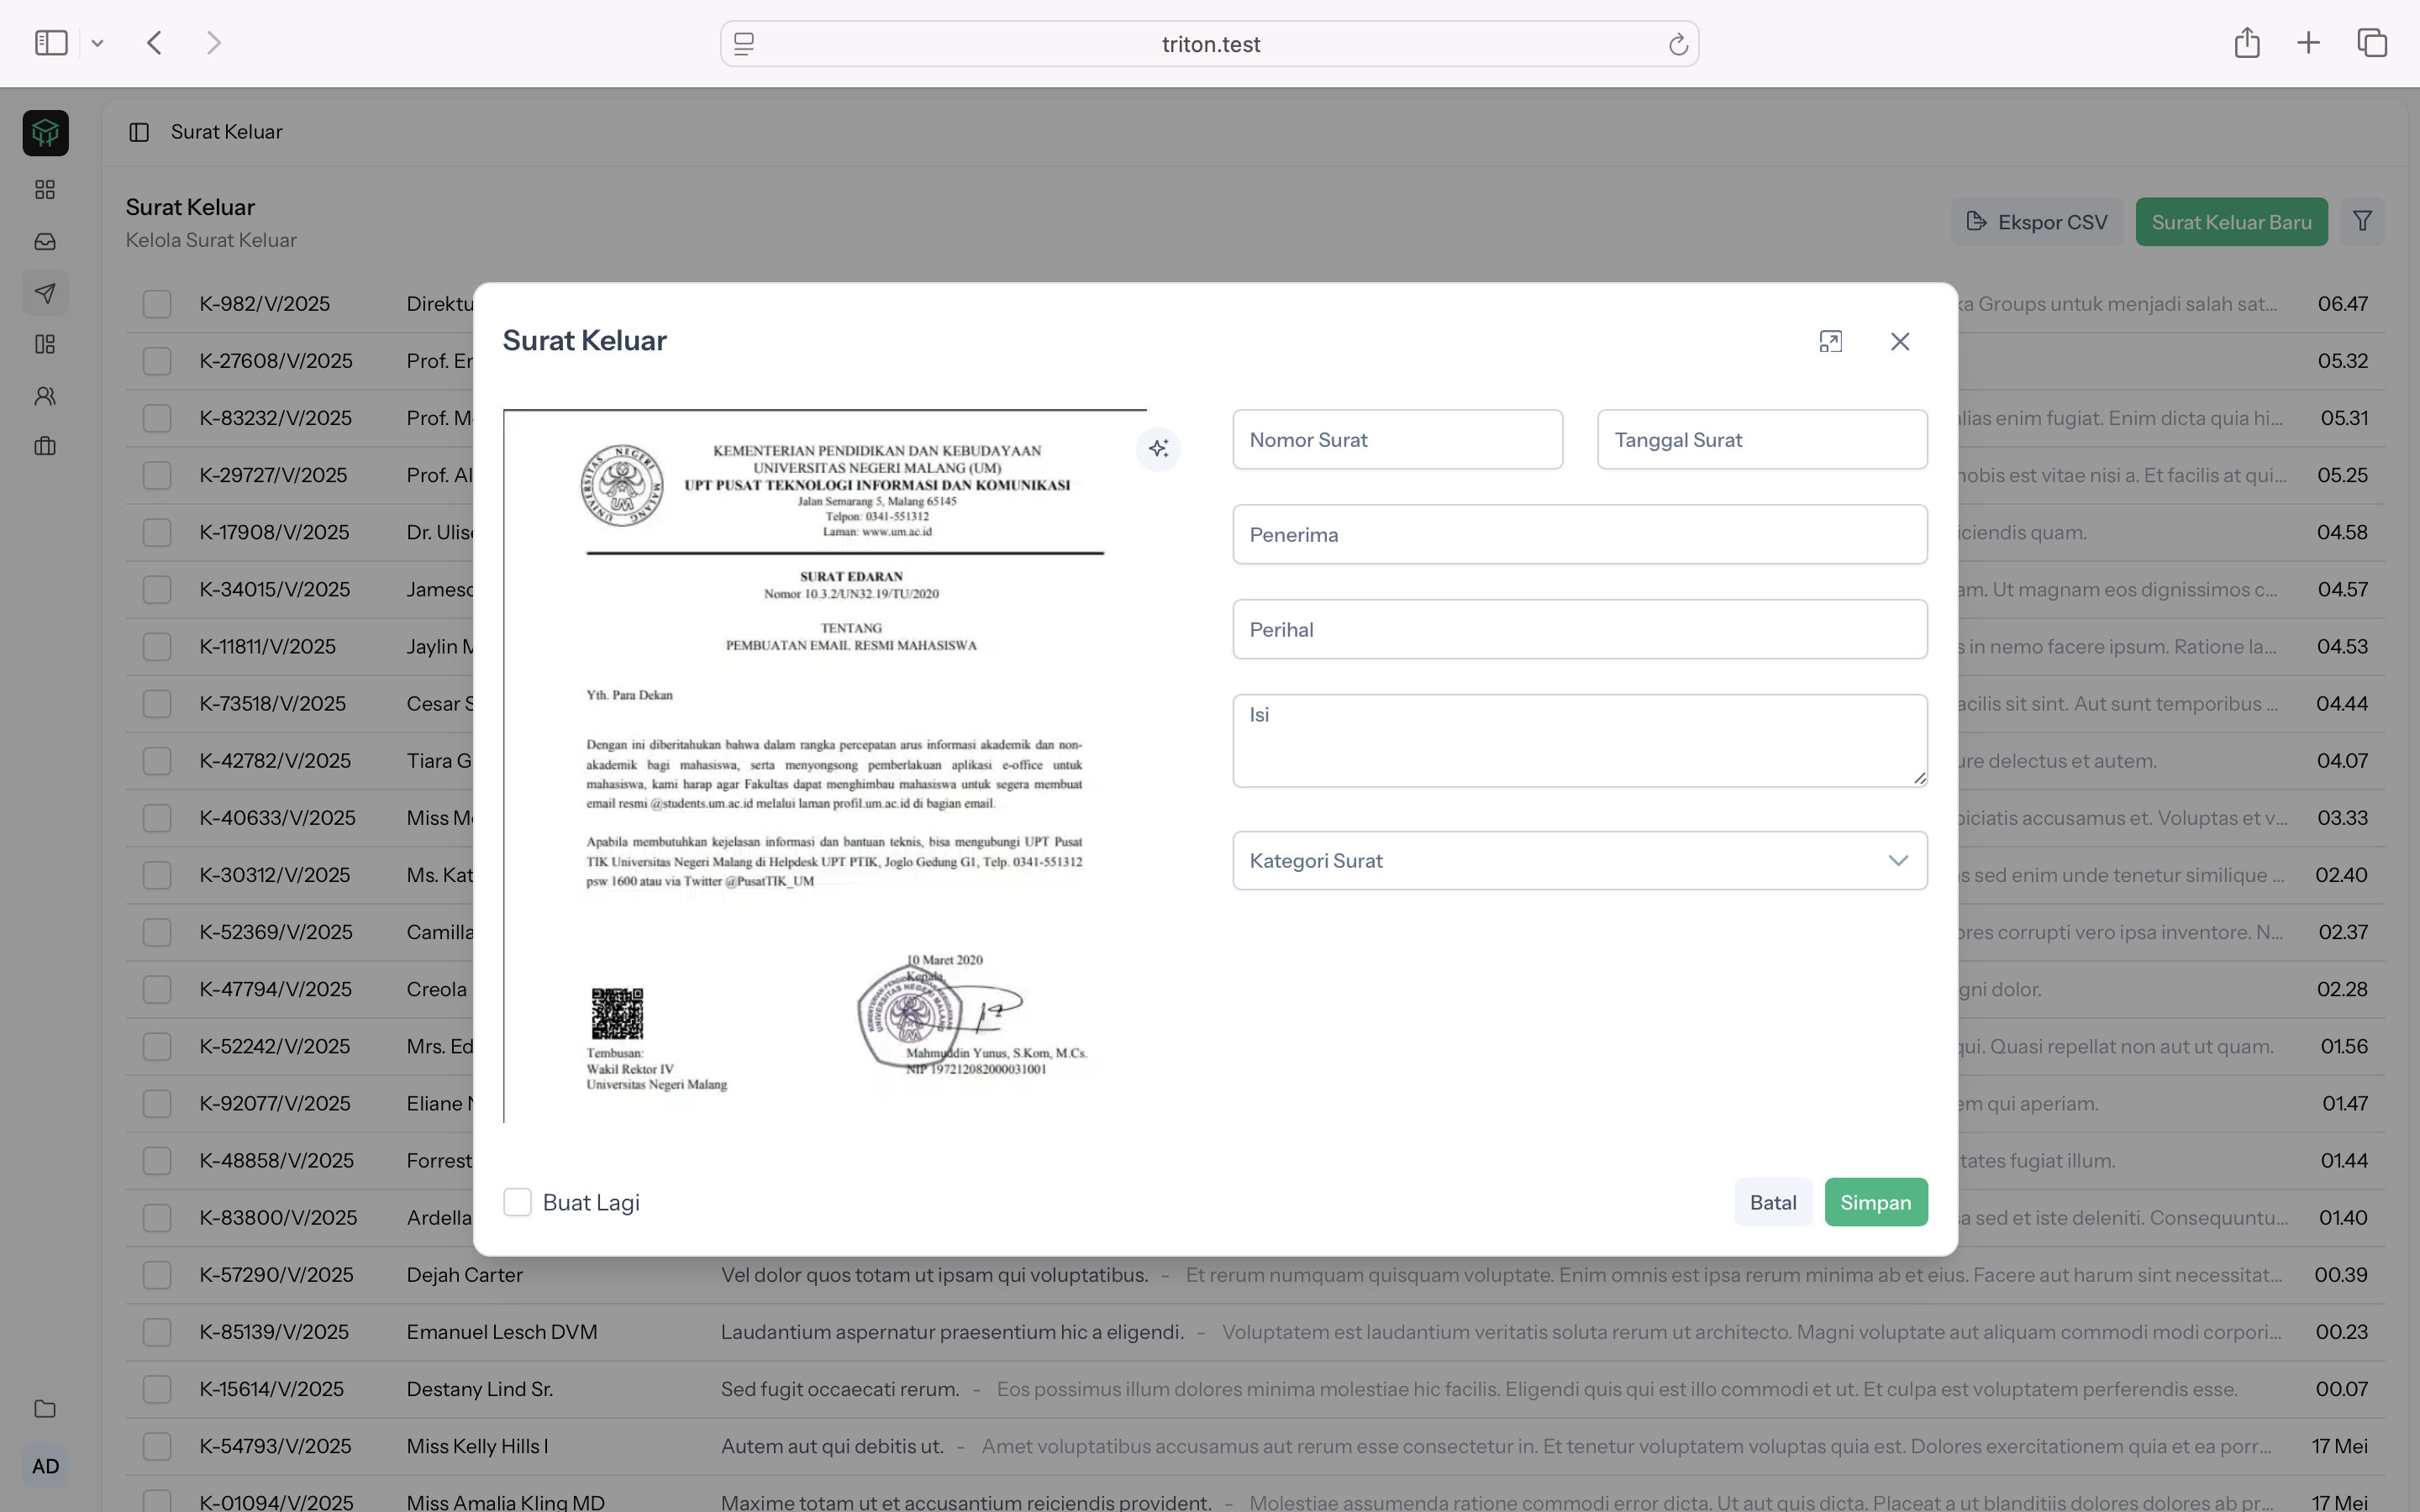 triton.test
Surat Keluar
Surat Keluar
Kelola Surat Keluar
Ekspor CSV
Surat Keluar Baru
K-982/V/2025 Direktu
ka Groups untuk menjadi salah sat... 06.47
K-27608/V/2025 Prof. Er
05.32
K-83232/V/2025 Prof. M
alias enim fugiat. Enim dicta quia hi... 05.31
K-29727/V/2025 Prof. Al
nobis est vitae nisi a. Et facilis at qui... 05.25
K-17908/V/2025 Dr. Ulise
iciendis quam. 04.58
K-34015/V/2025 Jamesc
am. Ut magnam eos dignissimos c... 04.57
K-11811/V/2025 Jaylin M
s in nemo facere ipsum. Ratione la... 04.53
K-73518/V/2025 Cesar S
acilis sit sint. Aut sunt temporibus ... 04.44
K-42782/V/2025 Tiara G
ure delectus et autem. 04.07
K-40633/V/2025 Miss Mo
piciatis accusamus et. Voluptas et v... 03.33
K-30312/V/2025 Ms. Kat
s sed enim unde tenetur similique ... 02.40
K-52369/V/2025 Camilla
ores corrupti vero ipsa inventore. N... 02.37
K-47794/V/2025 Creola
gni dolor. 02.28
K-52242/V/2025 Mrs. Ed
qui. Quasi repellat non aut ut quam. 01.56
K-92077/V/2025 Eliane N
em qui aperiam. 01.47
K-48858/V/2025 Forrest
tates fugiat illum. 01.44
K-83800/V/2025 Ardella
a sed et iste deleniti. Consequuntu... 01.40
K-57290/V/2025 Dejah Carter Vel dolor quos totam ut ipsam qui voluptatibus. - Et rerum numquam quisquam voluptate. Enim omnis est ipsa rerum minima ab et eius. Facere aut harum sint necessitat... 00.39
K-85139/V/2025 Emanuel Lesch DVM Laudantium aspernatur praesentium hic a eligendi. - Voluptatem est laudantium veritatis soluta rerum ut architecto. Magni voluptate aut aliquam commodi modi corpori... 00.23
K-15614/V/2025 Destany Lind Sr. Sed fugit occaecati rerum. - Eos possimus illum dolores minima molestiae hic facilis. Eligendi quis qui est illo commodi et ut. Et culpa est voluptatem perferendis esse. 00.07
K-54793/V/2025 Miss Kelly Hills I Autem aut qui debitis ut. - Amet voluptatibus accusamus aut rerum esse consectetur in. Et tenetur voluptatem voluptas quia est. Dolores exercitationem quia et ea porr... 17 Mei
K-01094/V/2025 Miss Amalia Kling MD Maxime totam ut et accusantium reiciendis provident. - Molestiae assumenda ratione commodi error dicta. Ut aut quis dicta. Placeat a ut blanditiis dolores dolores ab pr... 17 Mei
AD
Surat Keluar
UNIVERSITAS NEGERI MALANG
UM
KEMENTERIAN PENDIDIKAN DAN KEBUDAYAAN
UNIVERSITAS NEGERI MALANG (UM)
UPT PUSAT TEKNOLOGI INFORMASI DAN KOMUNIKASI
Jalan Semarang 5, Malang 65145
Telpon: 0341-551312
Laman: www.um.ac.id
SURAT EDARAN
Nomor 10.3.2/UN32.19/TU/2020
TENTANG
PEMBUATAN EMAIL RESMI MAHASISWA
Yth. Para Dekan
Dengan ini diberitahukan bahwa dalam rangka percepatan arus informasi akademik dan non-
akademik bagi mahasiswa, serta menyongsong pemberlakuan aplikasi e-office untuk
mahasiswa, kami harap agar Fakultas dapat menghimbau mahasiswa untuk segera membuat
email resmi @students.um.ac.id melalui laman profil.um.ac.id di bagian email.
Apabila membutuhkan kejelasan informasi dan bantuan teknis, bisa mengubungi UPT Pusat
TIK Universitas Negeri Malang di Helpdesk UPT PTIK, Joglo Gedung G1, Telp. 0341-551312
psw 1600 atau via Twitter @PusatTIK_UM
10 Maret 2020
Kepala,
UNIVERSITAS NEGERI MALANG
UM
Mahmuddin Yunus, S.Kom, M.Cs.
NIP 197212082000031001
Tembusan:
Wakil Rektor IV
Universitas Negeri Malang
Nomor Surat
Tanggal Surat
Penerima
Perihal
Isi
Kategori Surat
Buat Lagi
Batal
Simpan